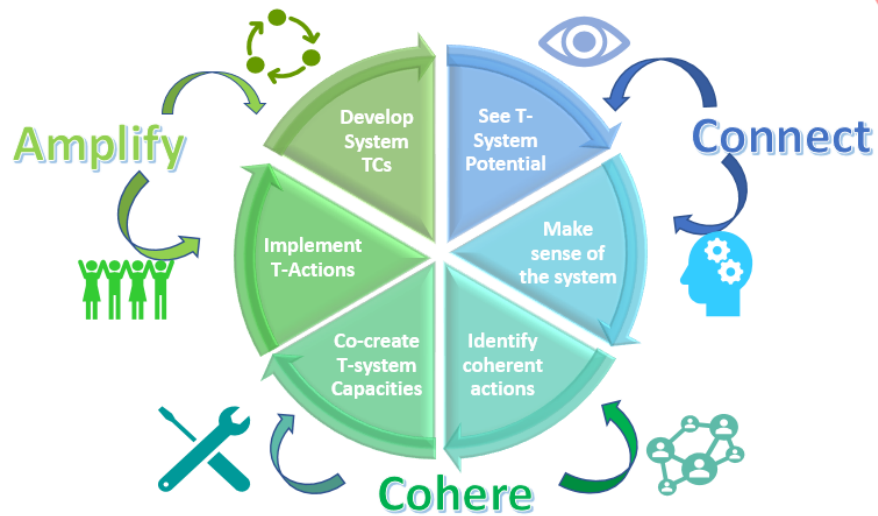 Amplify
Connect
Cohere
See T-
System
Potential
Make
sense of
the system
Identify
coherent
actions
Co-create
T-system
Capacities
Implement
T-Actions
Develop
System
TCs